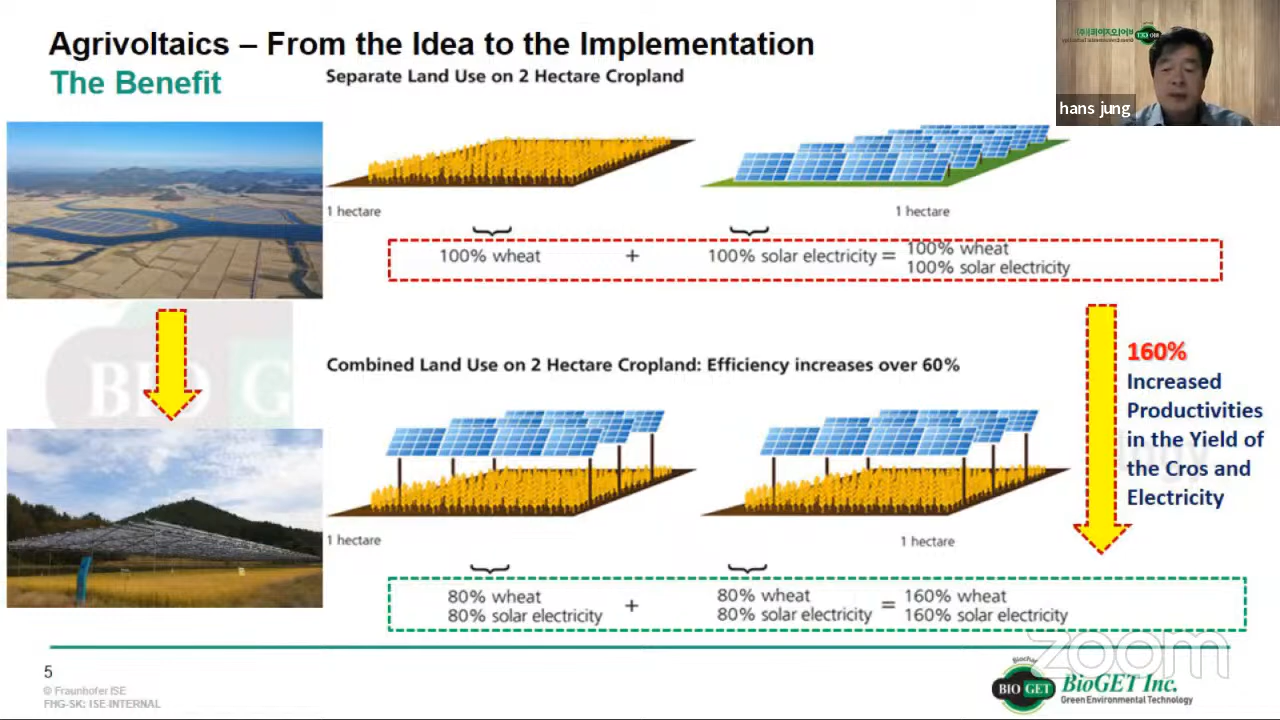 Agrivoltaics – From the Idea to the Implementation
The Benefit
Separate Land Use on 2 Hectare Cropland
hans jung
1 hectare
1 hectare
100% wheat + 100% solar electricity = 100% wheat
100% solar electricity
BIO G
Combined Land Use on 2 Hectare Cropland: Efficiency increases over 60%
160%
Increased
Productivities
in the Yield of
the Cros and
Electricity
1 hectare
1 hectare
80% wheat
80% solar electricity
+
80% wheat
80% solar electricity
=
160% wheat
160% solar electricity
zoom
5
© Fraunhofer ISE
FHG-SK: ISE-INTERNAL
Biochar
BIO GET
BioGET Inc.
Green Environmental Technology